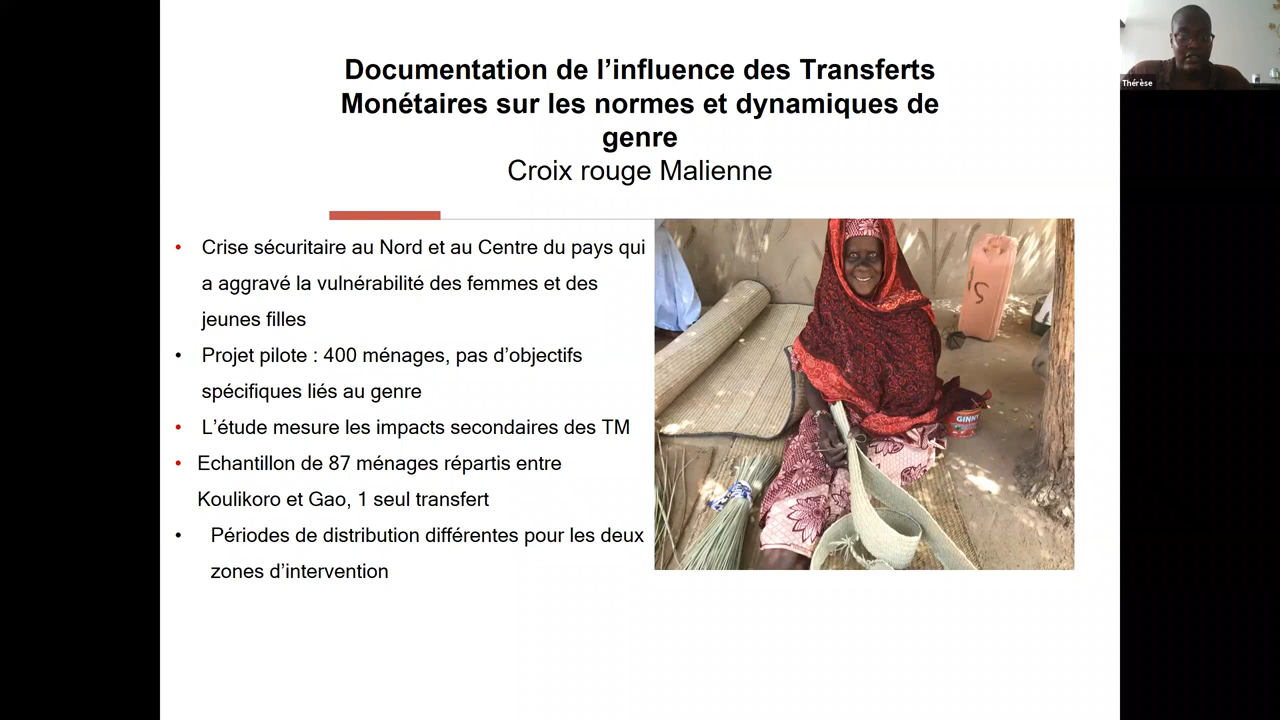 Documentation de l’influence des Transferts
Monétaires sur les normes et dynamiques de
genre
Croix rouge Malienne
Thérèse
• Crise sécuritaire au Nord et au Centre du pays qui
a aggravé la vulnérabilité des femmes et des
jeunes filles
• Projet pilote : 400 ménages, pas d’objectifs
spécifiques liés au genre
• L’étude mesure les impacts secondaires des TM
• Echantillon de 87 ménages répartis entre
Koulikoro et Gao, 1 seul transfert
• Périodes de distribution différentes pour les deux
zones d’intervention